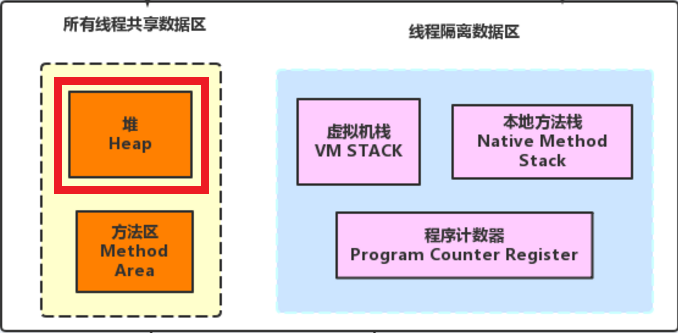 所有线程共享数据区
线程隔离数据区
堆
Heap
方法区
Method
Area
虚拟机栈
VM STACK
本地方法栈
Native Method
Stack
程序计数器
Program Counter Register